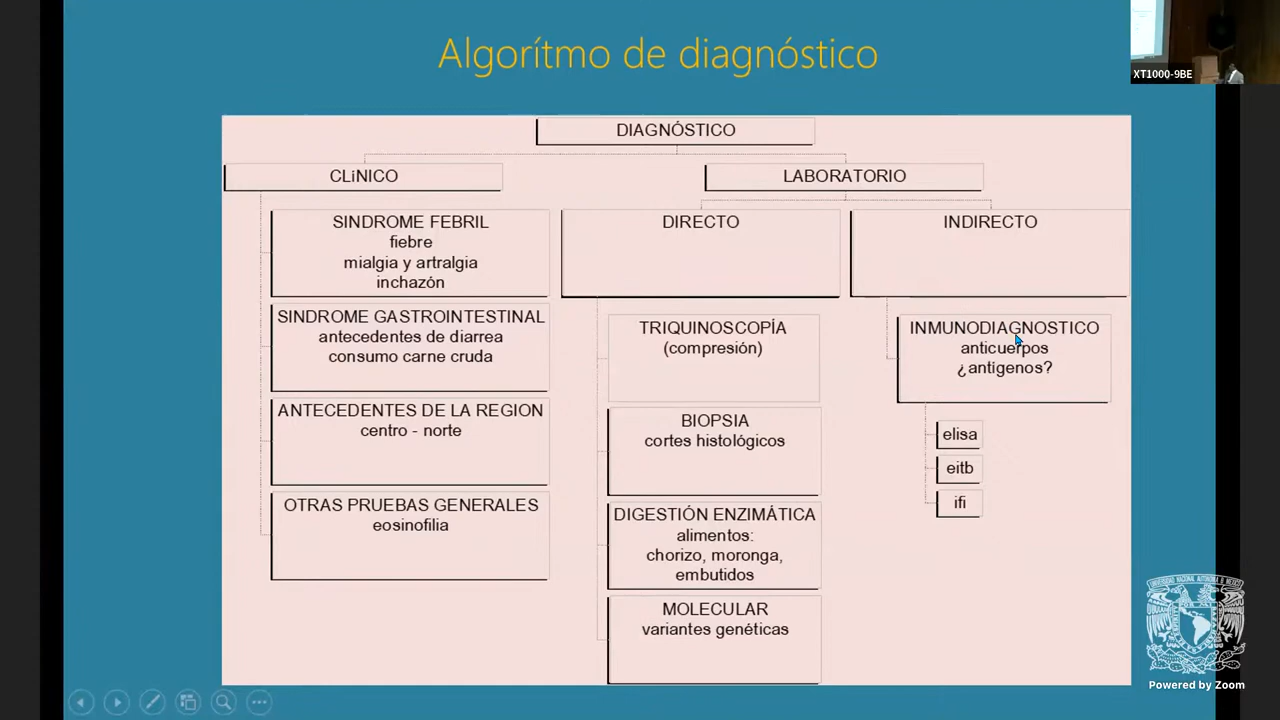 Algorítmo de diagnóstico
XT1000-9BE
DIAGNÓSTICO
CLiNICO
LABORATORIO
SINDROME FEBRIL
fiebre
mialgia y artralgia
inchazón
SINDROME GASTROINTESTINAL
antecedentes de diarrea
consumo carne cruda
ANTECEDENTES DE LA REGION
centro - norte
OTRAS PRUEBAS GENERALES
eosinofilia
DIRECTO
TRIQUINOSCOPÍA
(compresión)
BIOPSIA
cortes histológicos
DIGESTIÓN ENZIMÁTICA
alimentos:
chorizo, moronga,
embutidos
MOLECULAR
variantes genéticas
INDIRECTO
INMUNODIAGNOSTICO
anticuerpos
¿antigenos?
elisa
eitb
ifi
Powered by Zoom